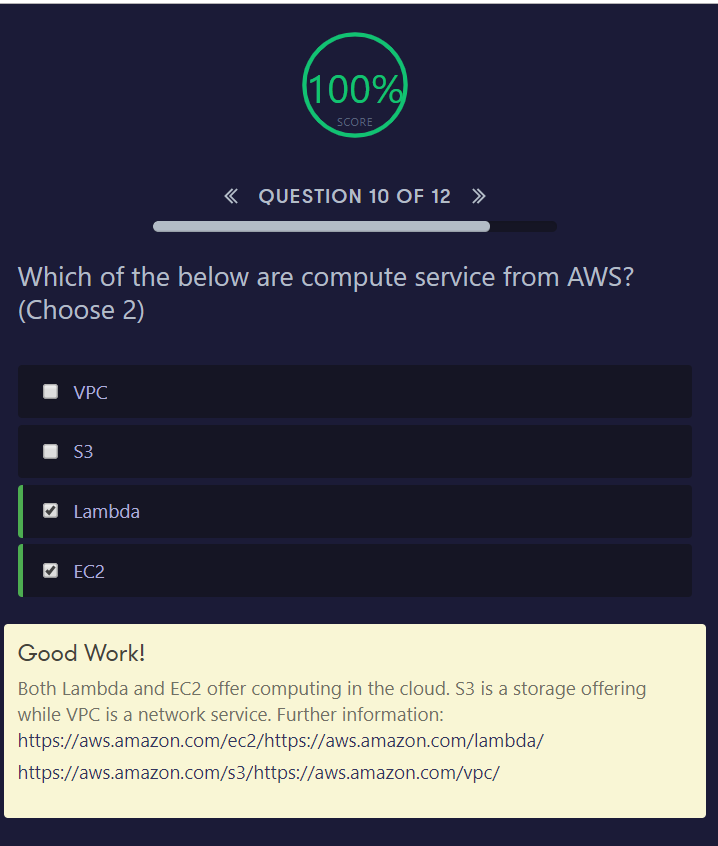 100%
SCORE
QUESTION 10 OF 12
Which of the below are compute service from AWS?
(Choose 2)
VPC
S3
Lambda
EC2
Good Work!
Both Lambda and EC2 offer computing in the cloud. S3 is a storage offering
while VPC is a network service. Further information:
https://aws.amazon.com/ec2/https://aws.amazon.com/lambda/
https://aws.amazon.com/s3/https://aws.amazon.com/vpc/